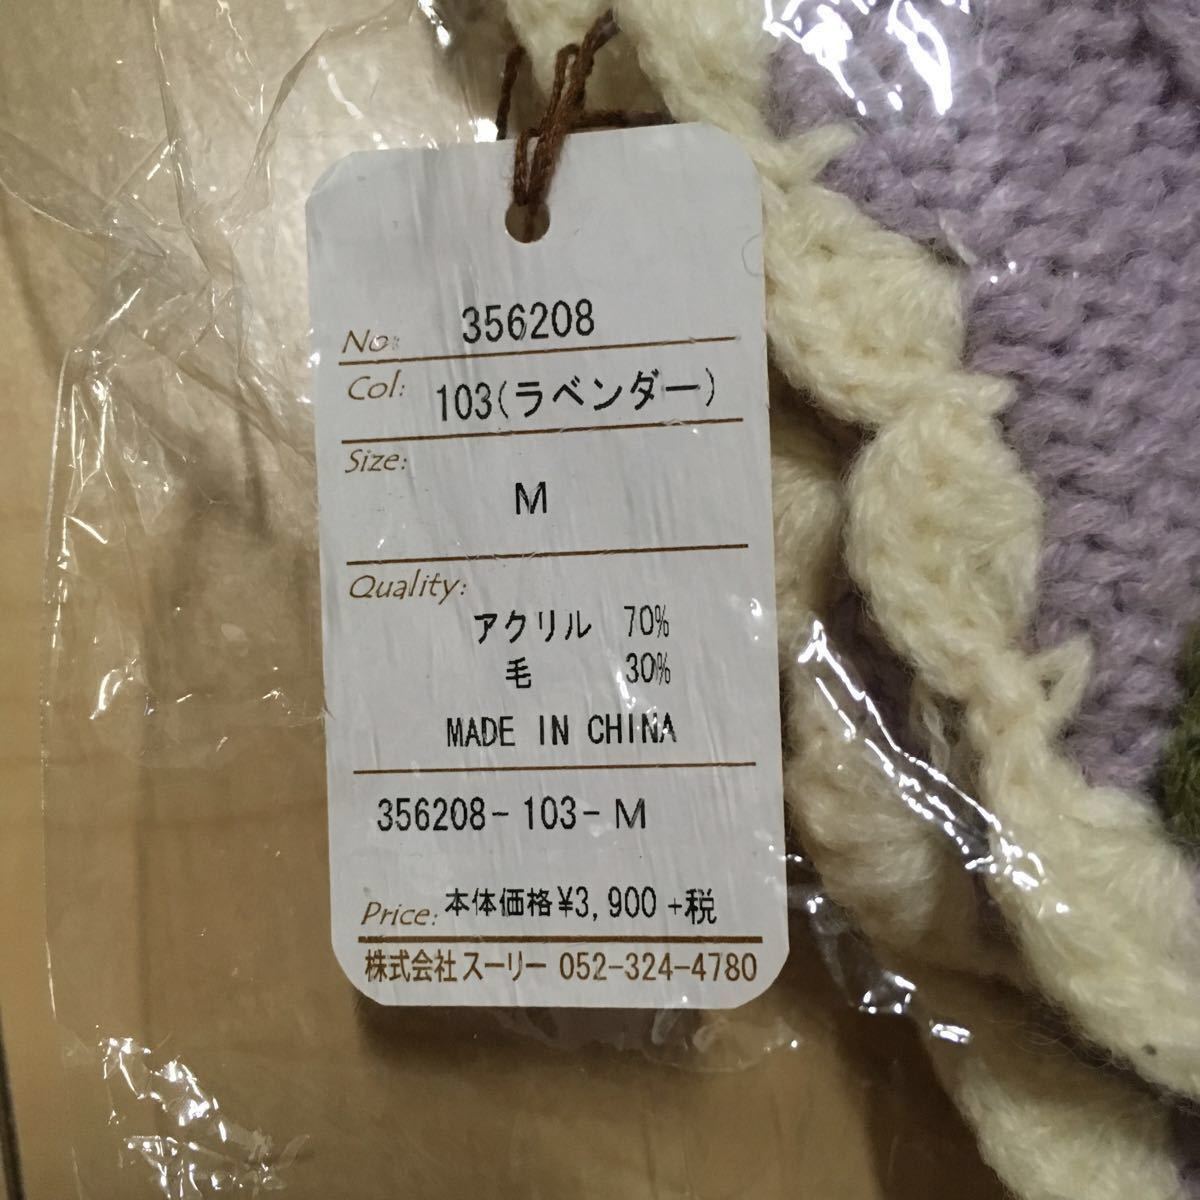 No: 356208
Col: 103(ラベンダー)
Size:
M
Quality:
アクリル 70%
毛 30%
MADE IN CHINA
356208-103-M
Price: 本体価格¥3,900+税
株式会社スーリー 052-324-4780